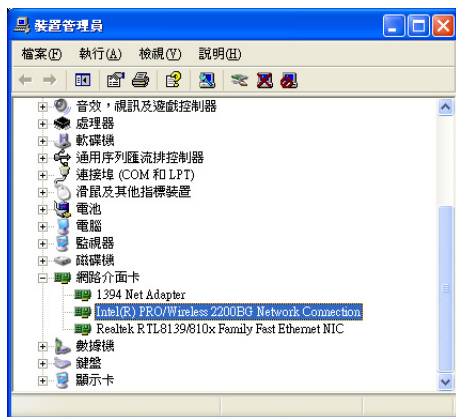 裝置管理員
檔案(F) 執行(A) 檢視(V) 說明(H)
音效，視訊及遊戲控制器
處理器
軟碟機
通用序列匯流排控制器
連接埠 (COM 和 LPT)
滑鼠及其他指標裝置
電池
電腦
監視器
磁碟機
網路介面卡
1394 Net Adapter
Intel(R) PRO/Wireless 2200BG Network Connection
Realtek RTL8139/810x Family Fast Ethernet NIC
數據機
鍵盤
顯示卡